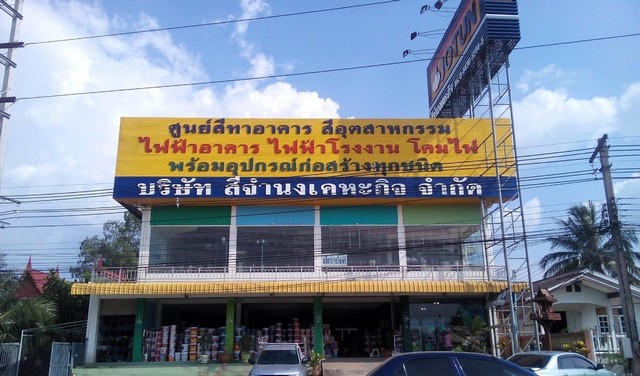 JOTUN
ศูนย์สีทาอาคาร สีอุตสาหกรรม
ไฟฟ้าอาคาร ไฟฟ้าโรงงาน โคมไฟ
พร้อมอุปกรณ์ก่อสร้างทุกชนิด
บริษัท สีจำนงเคหะกิจ จำกัด